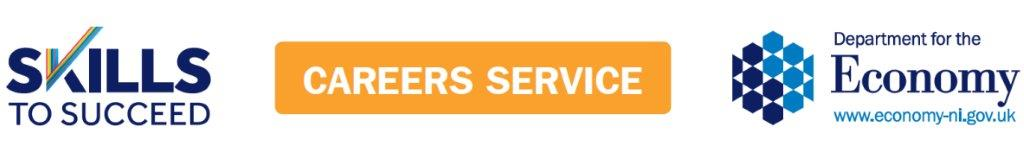 SKILLS
TO SUCCEED
CAREERS SERVICE
Department for the
Economy
www.economy-ni.gov.uk